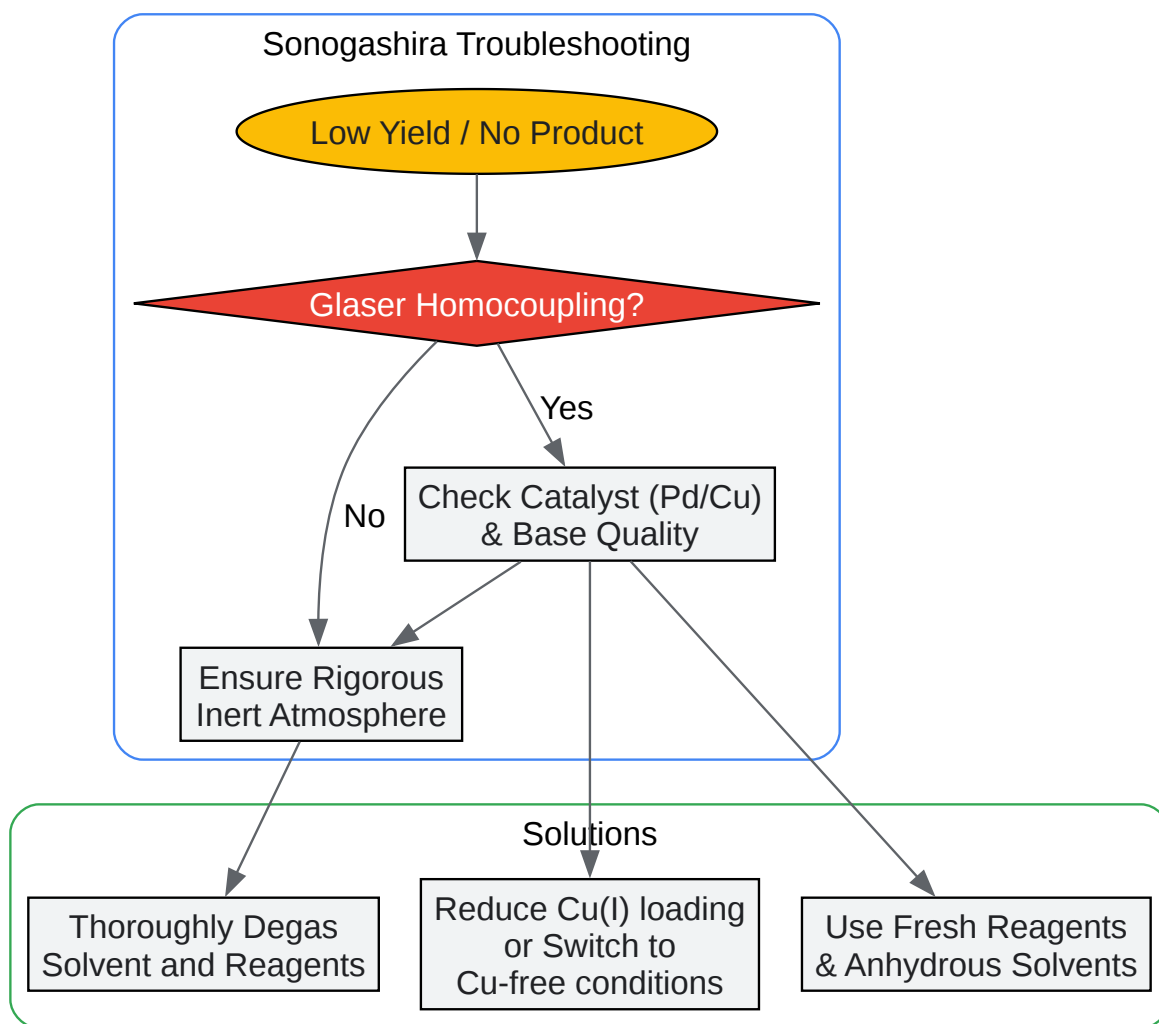 Sonogashira Troubleshooting
Low Yield / No Product
Glaser Homocoupling?
Yes
Check Catalyst (Pd/Cu)
& Base Quality
No
Ensure Rigorous
Inert Atmosphere
Solutions
Thoroughly Degas
Solvent and Reagents
Reduce Cu(I) loading
or Switch to
Cu-free conditions
Use Fresh Reagents
& Anhydrous Solvents